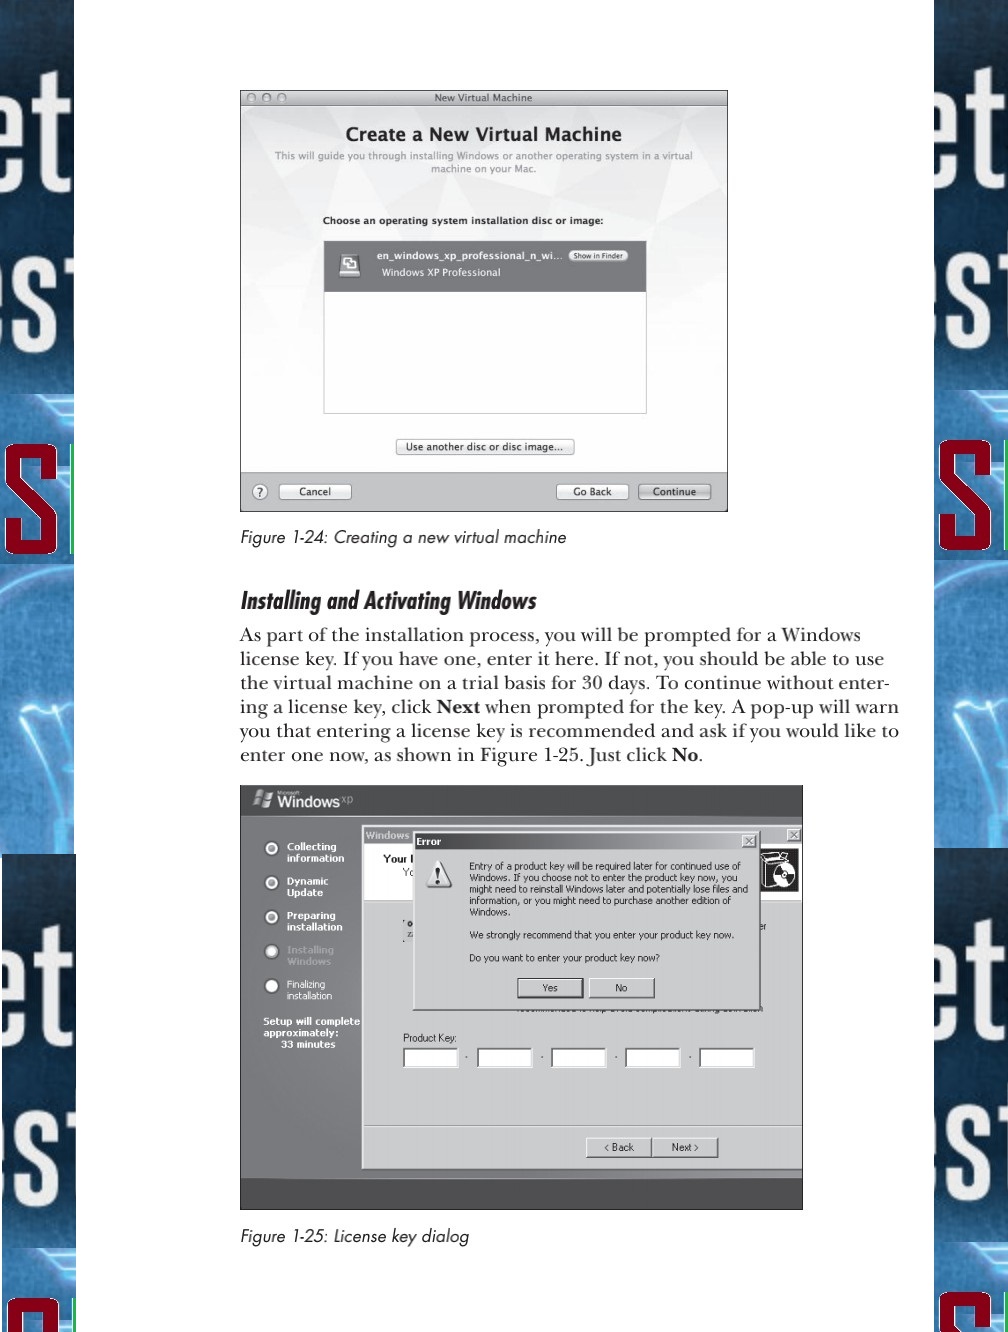 New Virtual Machine
Create a New Virtual Machine
This will guide you through installing Windows or another operating system in a virtual
machine on your Mac.
Choose an operating system installation disc or image:
en_windows_xp_professional_n_wi... Show in Finder
Windows XP Professional
Use another disc or disc image...
? Cancel Go Back Continue
Figure 1-24: Creating a new virtual machine
Installing and Activating Windows
As part of the installation process, you will be prompted for a Windows
license key. If you have one, enter it here. If not, you should be able to use
the virtual machine on a trial basis for 30 days. To continue without enter-
ing a license key, click Next when prompted for the key. A pop-up will warn
you that entering a license key is recommended and ask if you would like to
enter one now, as shown in Figure 1-25. Just click No.
Microsoft
Windows xp
Collecting
information
Dynamic
Update
Preparing
installation
Installing
Windows
Finalizing
installation
Setup will complete
approximately:
33 minutes
Windows
Error
Entry of a product key will be required later for continued use of
Windows. If you choose not to enter the product key now, you
might need to reinstall Windows later and potentially lose files and
information, or you might need to purchase another edition of
Windows.
We strongly recommend that you enter your product key now.
Do you want to enter your product key now?
Yes No
Product Key:
< Back Next >
Figure 1-25: License key dialog
et
es
S
et
S
et
st
S
et
st